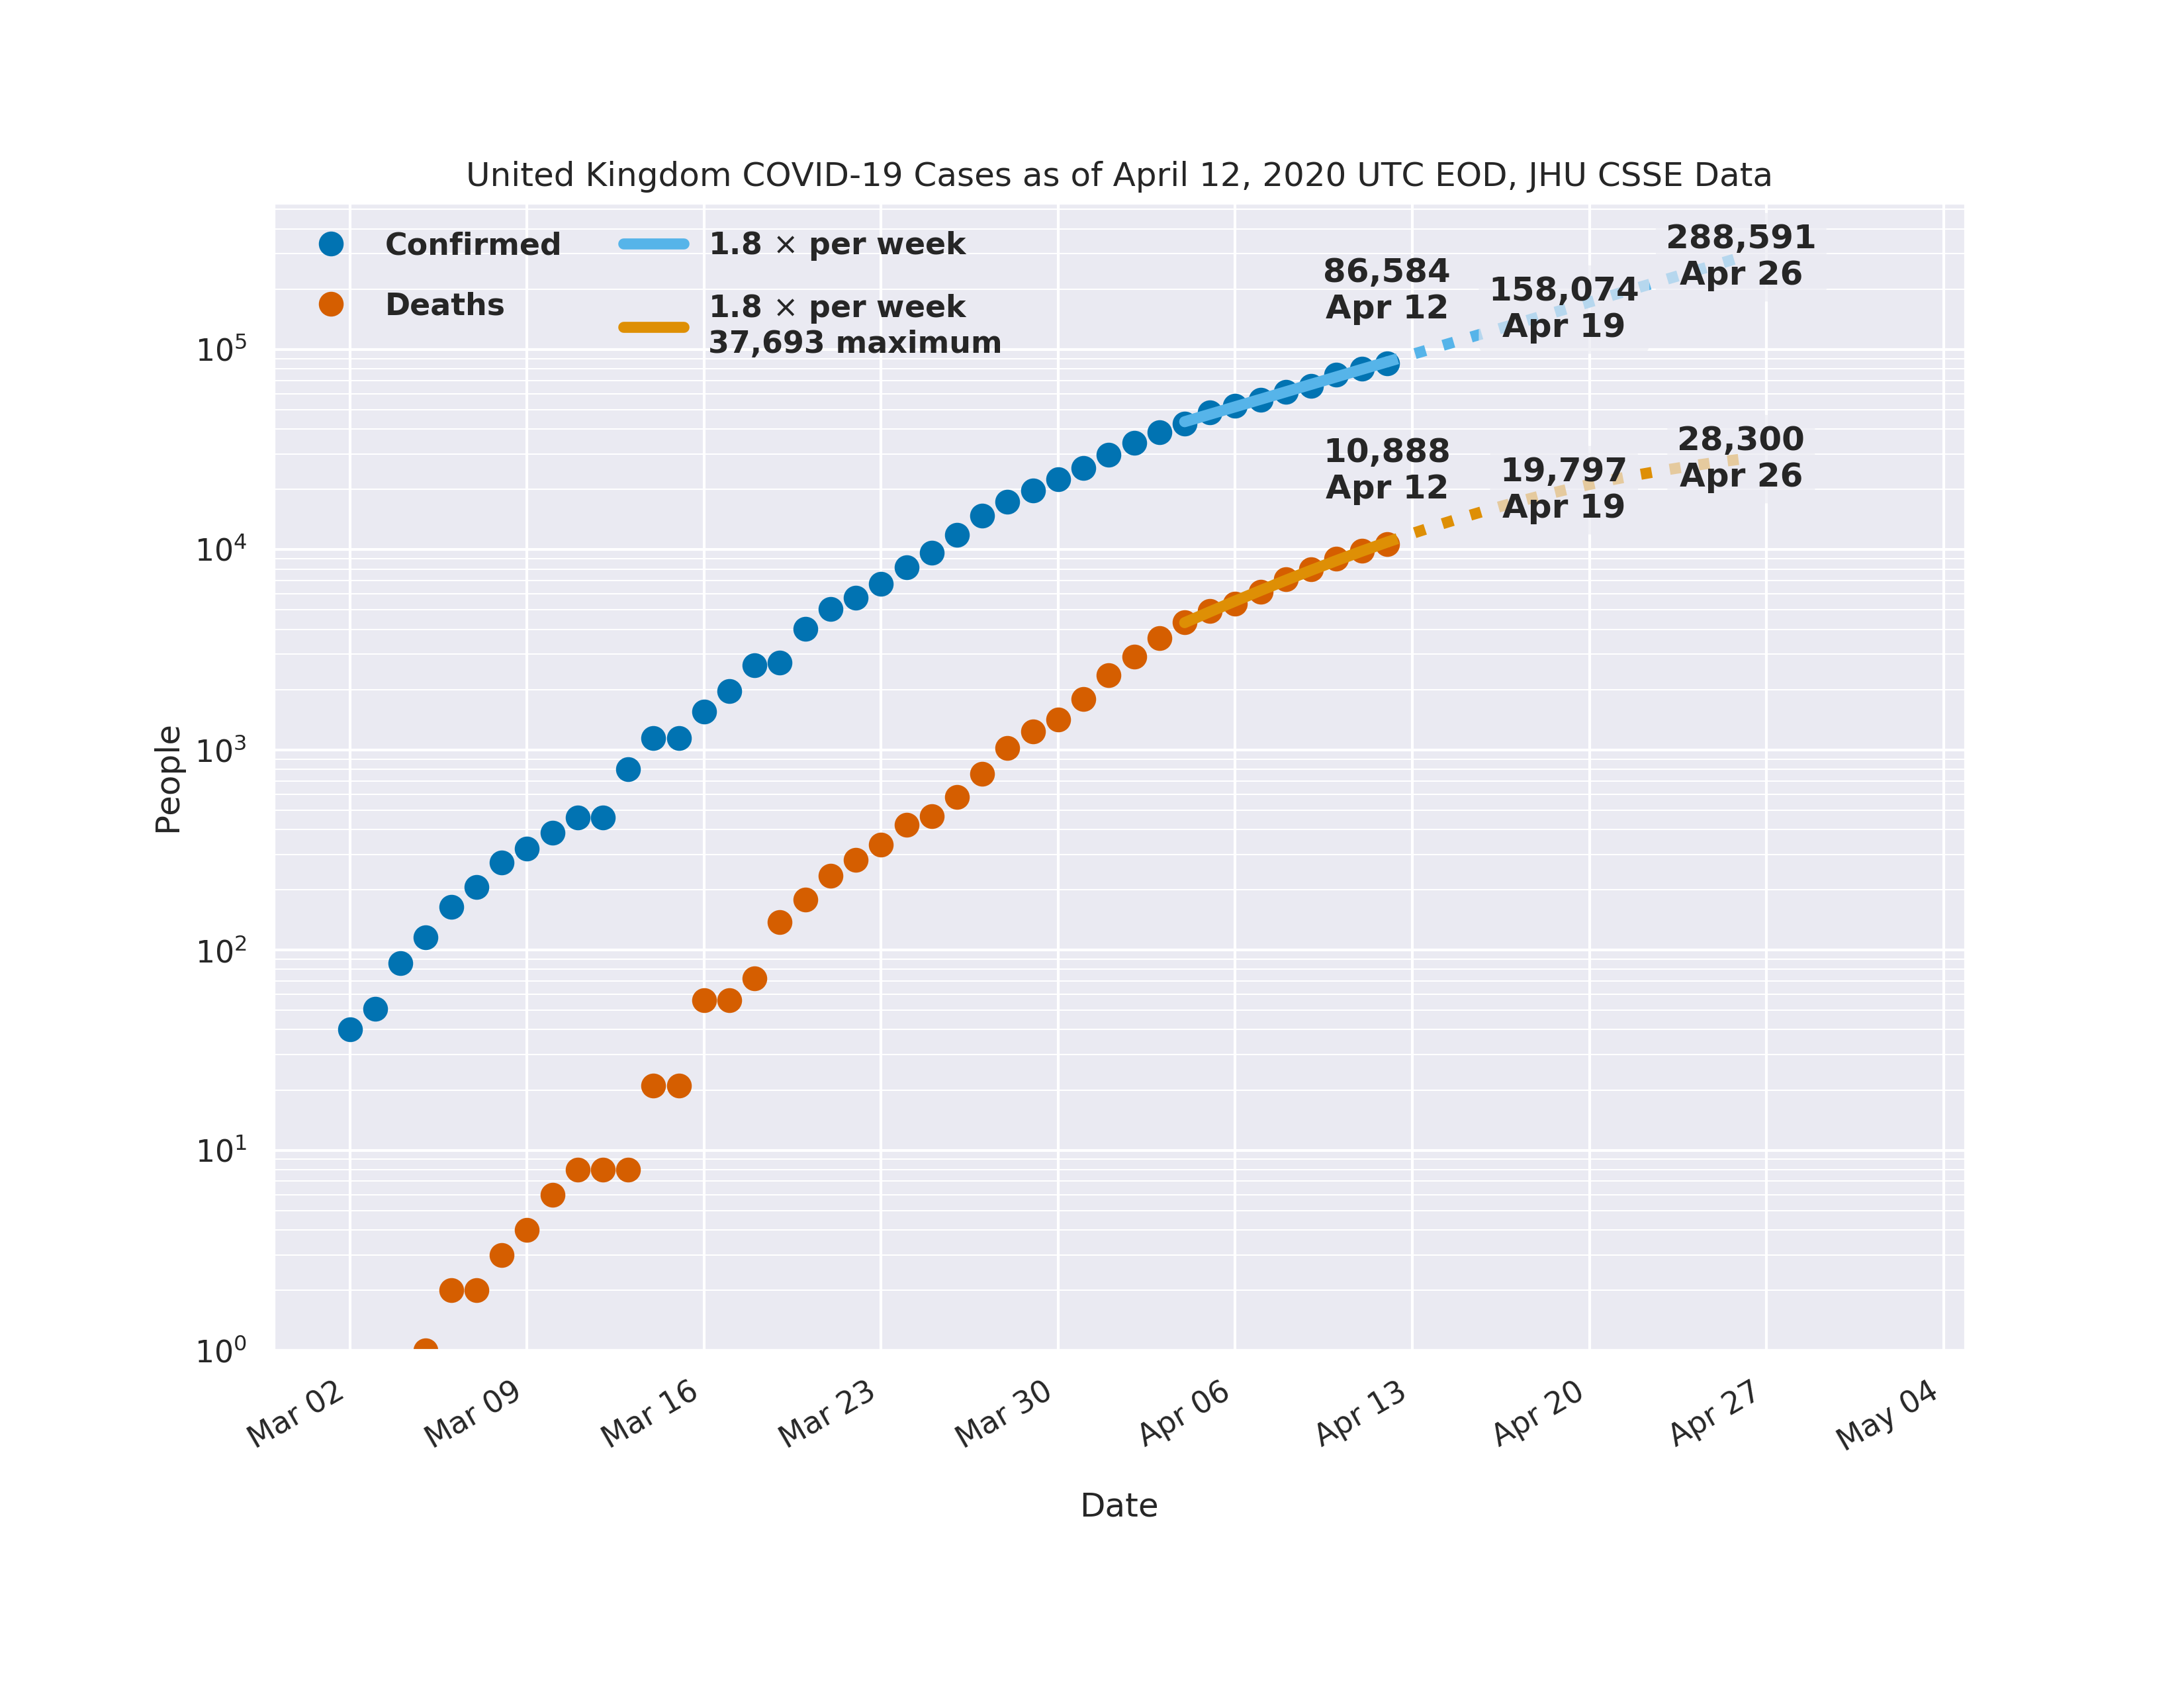 United Kingdom COVID-19 Cases as of April 12, 2020 UTC EOD, JHU CSSE Data
Confirmed
Deaths
1.8 × per week
1.8 × per week
37,693 maximum
86,584
Apr 12
158,074
Apr 19
288,591
Apr 26
10,888
Apr 12
19,797
Apr 19
28,300
Apr 26
People
10⁵
10⁴
10³
10²
10¹
10⁰
Mar 02
Mar 09
Mar 16
Mar 23
Mar 30
Apr 06
Apr 13
Apr 20
Apr 27
May 04
Date